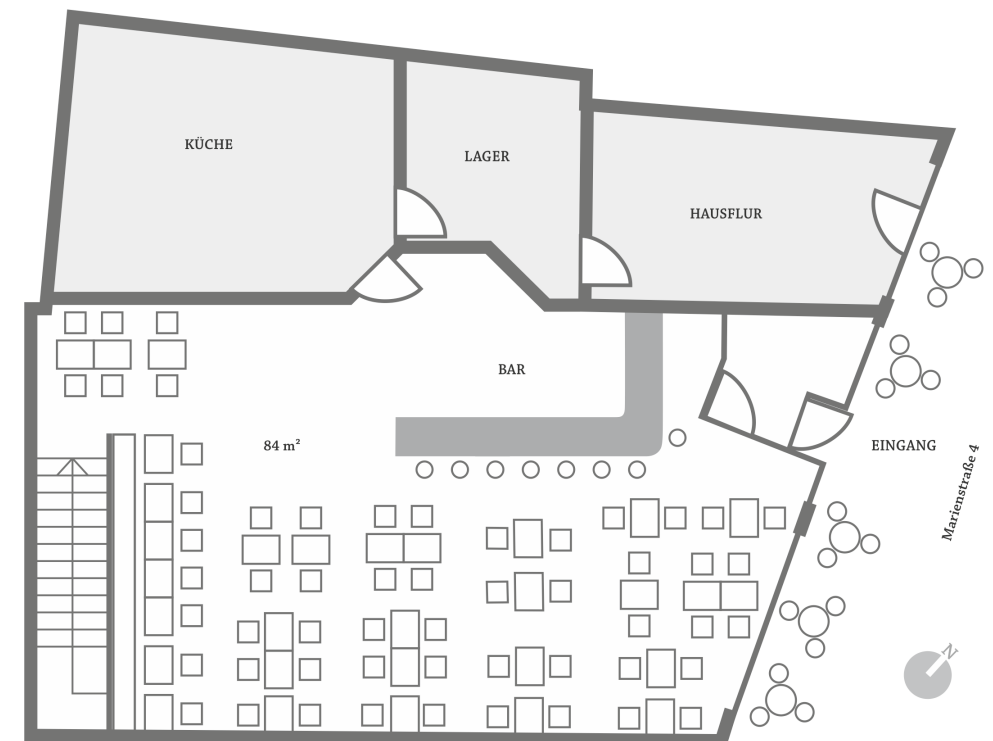 KÜCHE
LAGER
HAUSFLUR
BAR
84 m²
EINGANG
Marienstraße 4
N